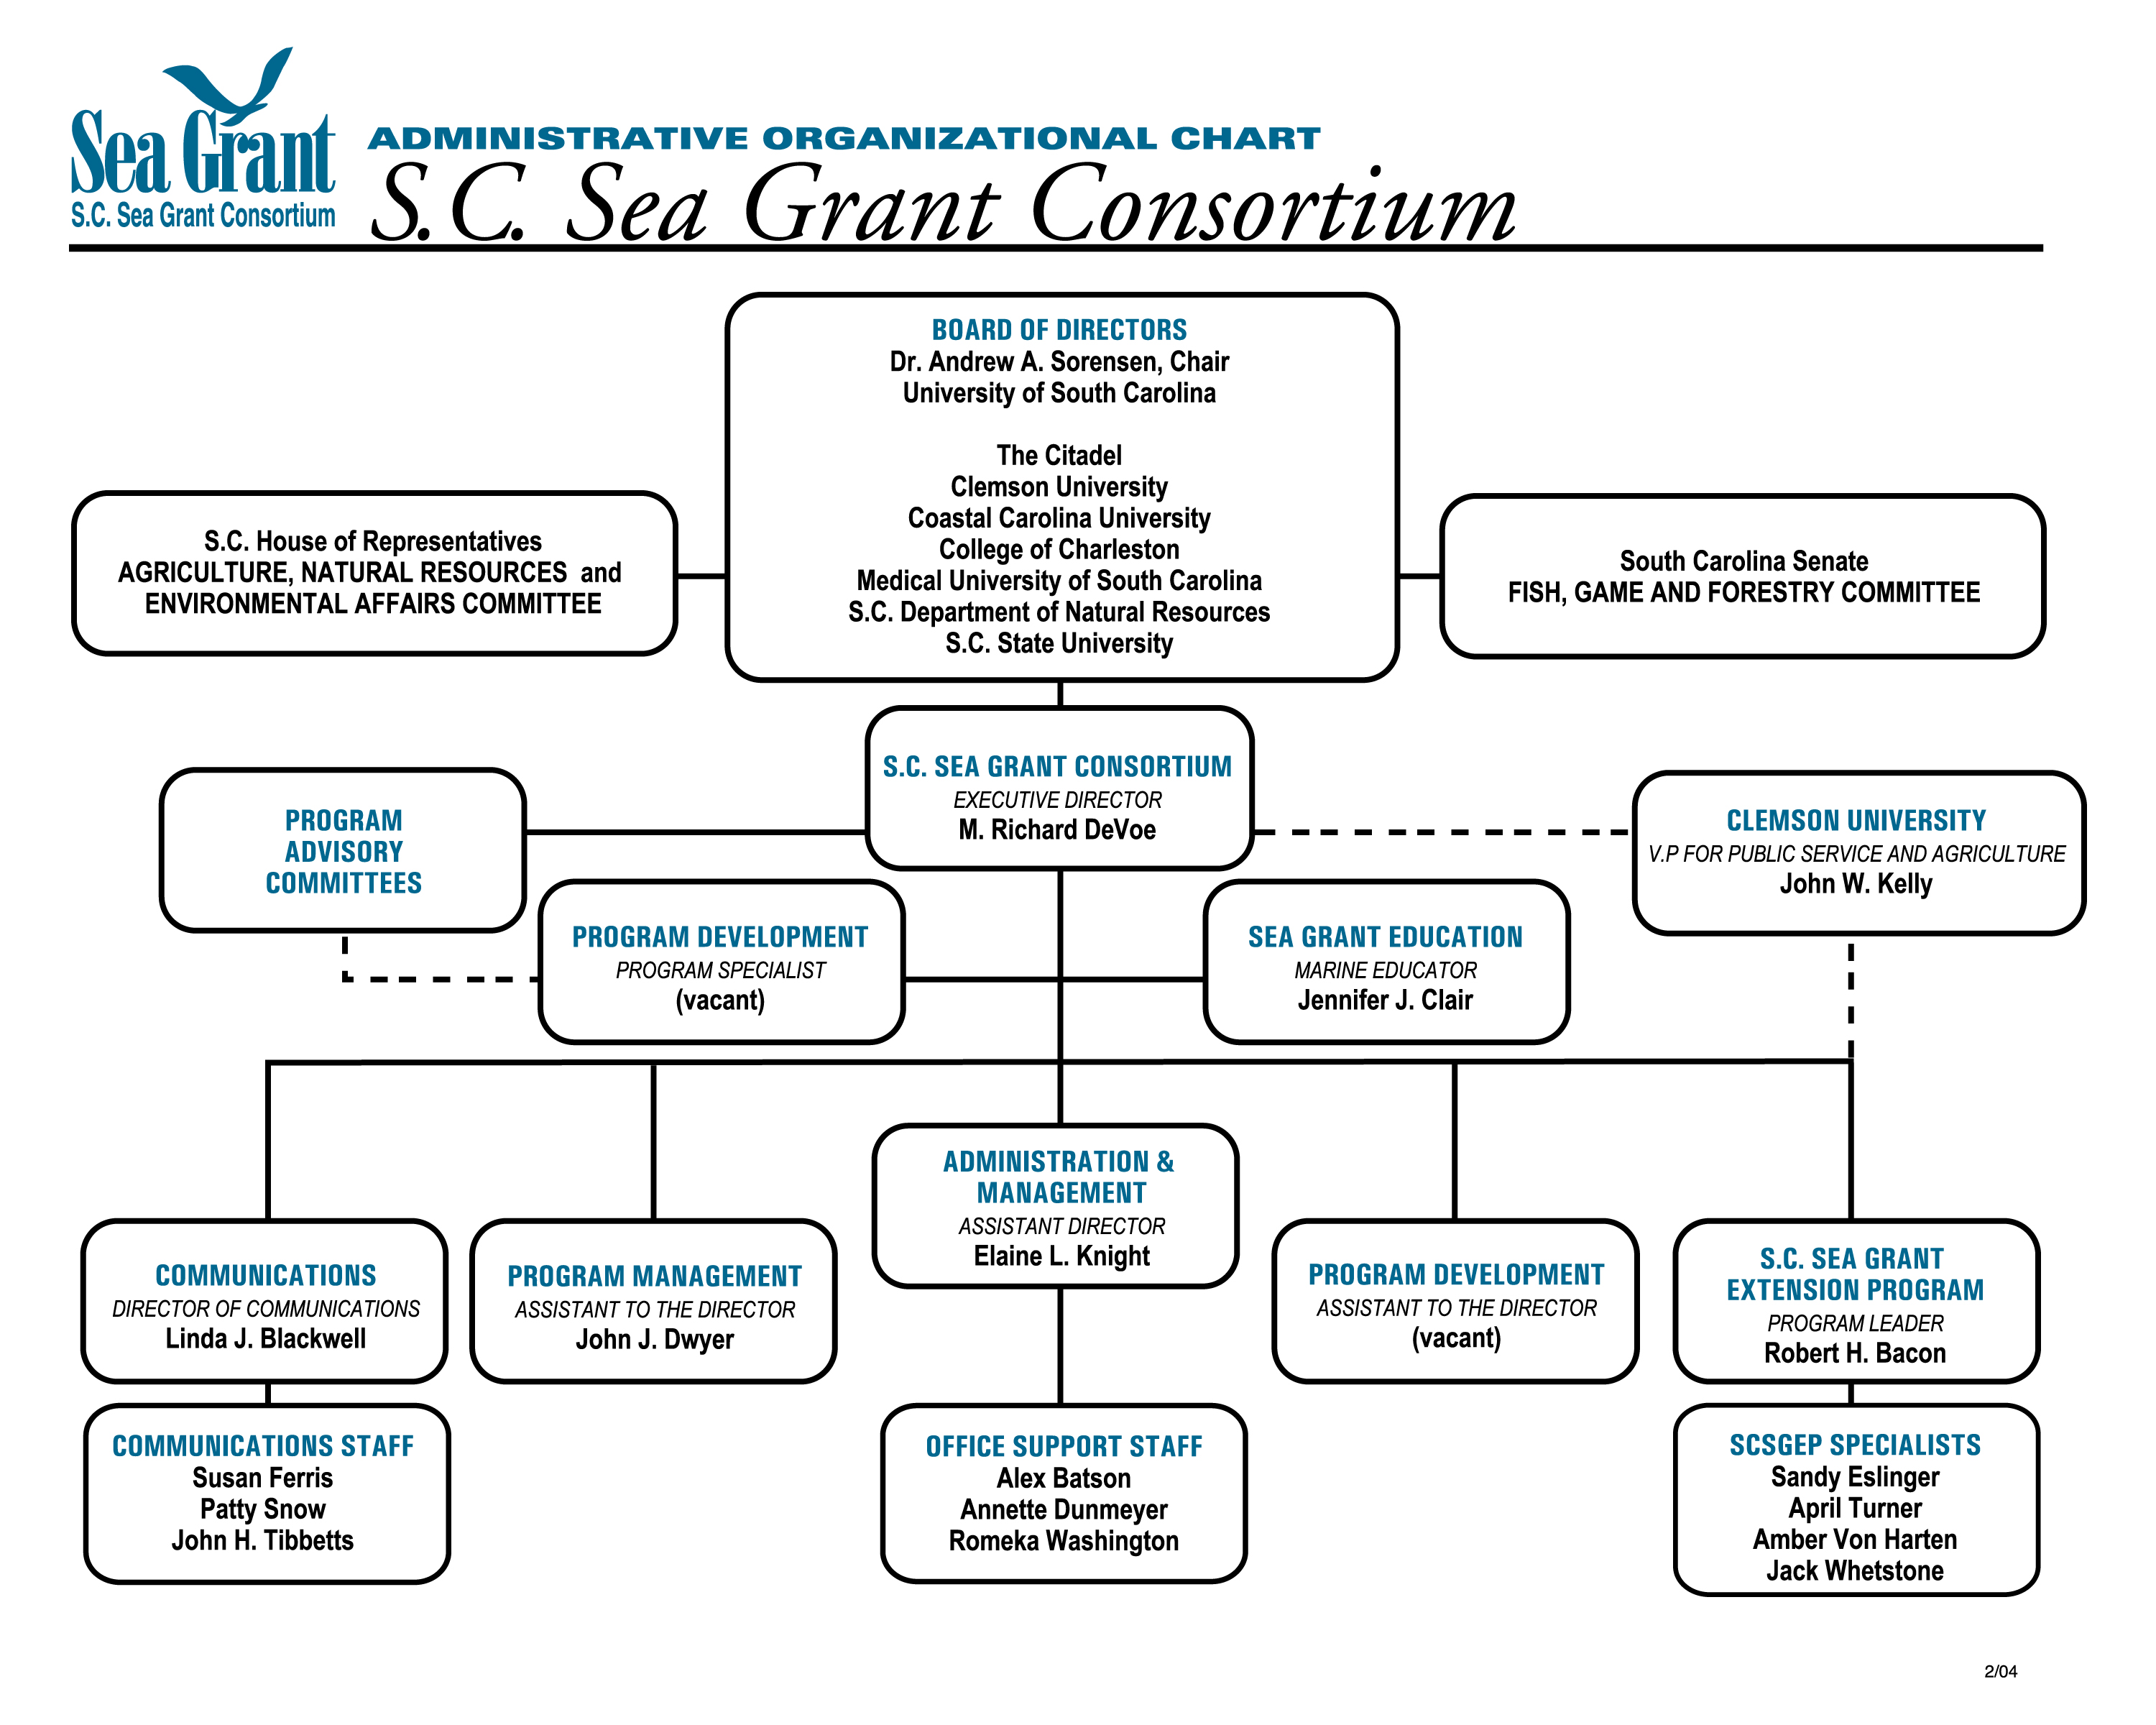 Sea Grant
S.C. Sea Grant Consortium
ADMINISTRATIVE ORGANIZATIONAL CHART
S.C. Sea Grant Consortium
BOARD OF DIRECTORS
Dr. Andrew A. Sorensen, Chair
University of South Carolina
The Citadel
Clemson University
Coastal Carolina University
College of Charleston
Medical University of South Carolina
S.C. Department of Natural Resources
S.C. State University
S.C. House of Representatives
AGRICULTURE, NATURAL RESOURCES and
ENVIRONMENTAL AFFAIRS COMMITTEE
South Carolina Senate
FISH, GAME AND FORESTRY COMMITTEE
S.C. SEA GRANT CONSORTIUM
EXECUTIVE DIRECTOR
M. Richard DeVoe
PROGRAM
ADVISORY
COMMITTEES
CLEMSON UNIVERSITY
V.P FOR PUBLIC SERVICE AND AGRICULTURE
John W. Kelly
PROGRAM DEVELOPMENT
PROGRAM SPECIALIST
(vacant)
SEA GRANT EDUCATION
MARINE EDUCATOR
Jennifer J. Clair
COMMUNICATIONS
DIRECTOR OF COMMUNICATIONS
Linda J. Blackwell
PROGRAM MANAGEMENT
ASSISTANT TO THE DIRECTOR
John J. Dwyer
ADMINISTRATION &
MANAGEMENT
ASSISTANT DIRECTOR
Elaine L. Knight
PROGRAM DEVELOPMENT
ASSISTANT TO THE DIRECTOR
(vacant)
S.C. SEA GRANT
EXTENSION PROGRAM
PROGRAM LEADER
Robert H. Bacon
COMMUNICATIONS STAFF
Susan Ferris
Patty Snow
John H. Tibbetts
OFFICE SUPPORT STAFF
Alex Batson
Annette Dunmeyer
Romeka Washington
SCSGEP SPECIALISTS
Sandy Eslinger
April Turner
Amber Von Harten
Jack Whetstone
2/04